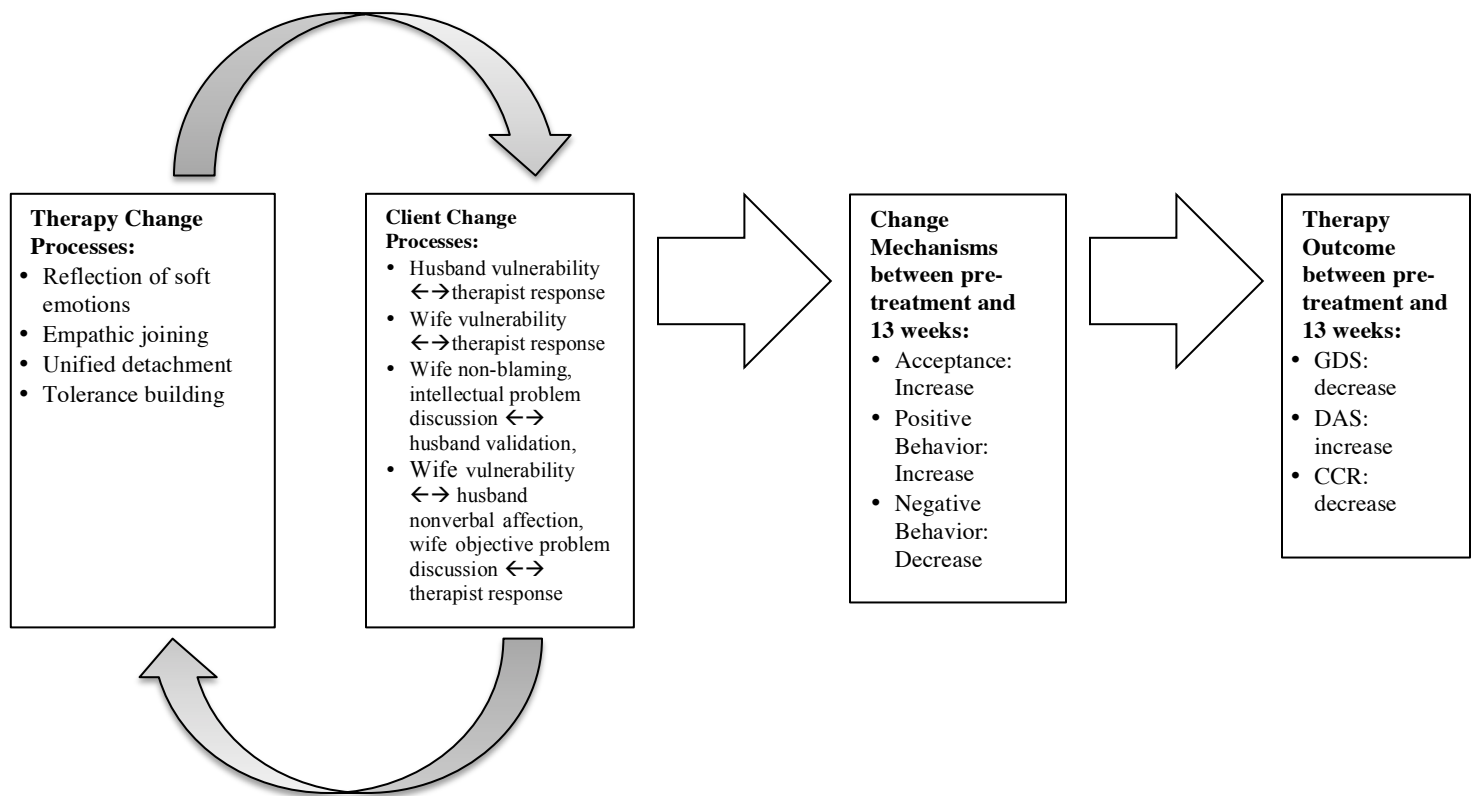 Therapy Change
Processes:
• Reflection of soft
emotions
• Empathic joining
• Unified detachment
• Tolerance building
Client Change
Processes:
• Husband vulnerability
←→therapist response
• Wife vulnerability
←→therapist response
• Wife non-blaming,
intellectual problem
discussion ←→
husband validation,
• Wife vulnerability
←→ husband
nonverbal affection,
wife objective problem
discussion ←→
therapist response
Change
Mechanisms
between pre-
treatment and
13 weeks:
• Acceptance:
Increase
• Positive
Behavior:
Increase
• Negative
Behavior:
Decrease
Therapy
Outcome
between pre-
treatment and
13 weeks:
• GDS:
decrease
• DAS:
increase
• CCR:
decrease